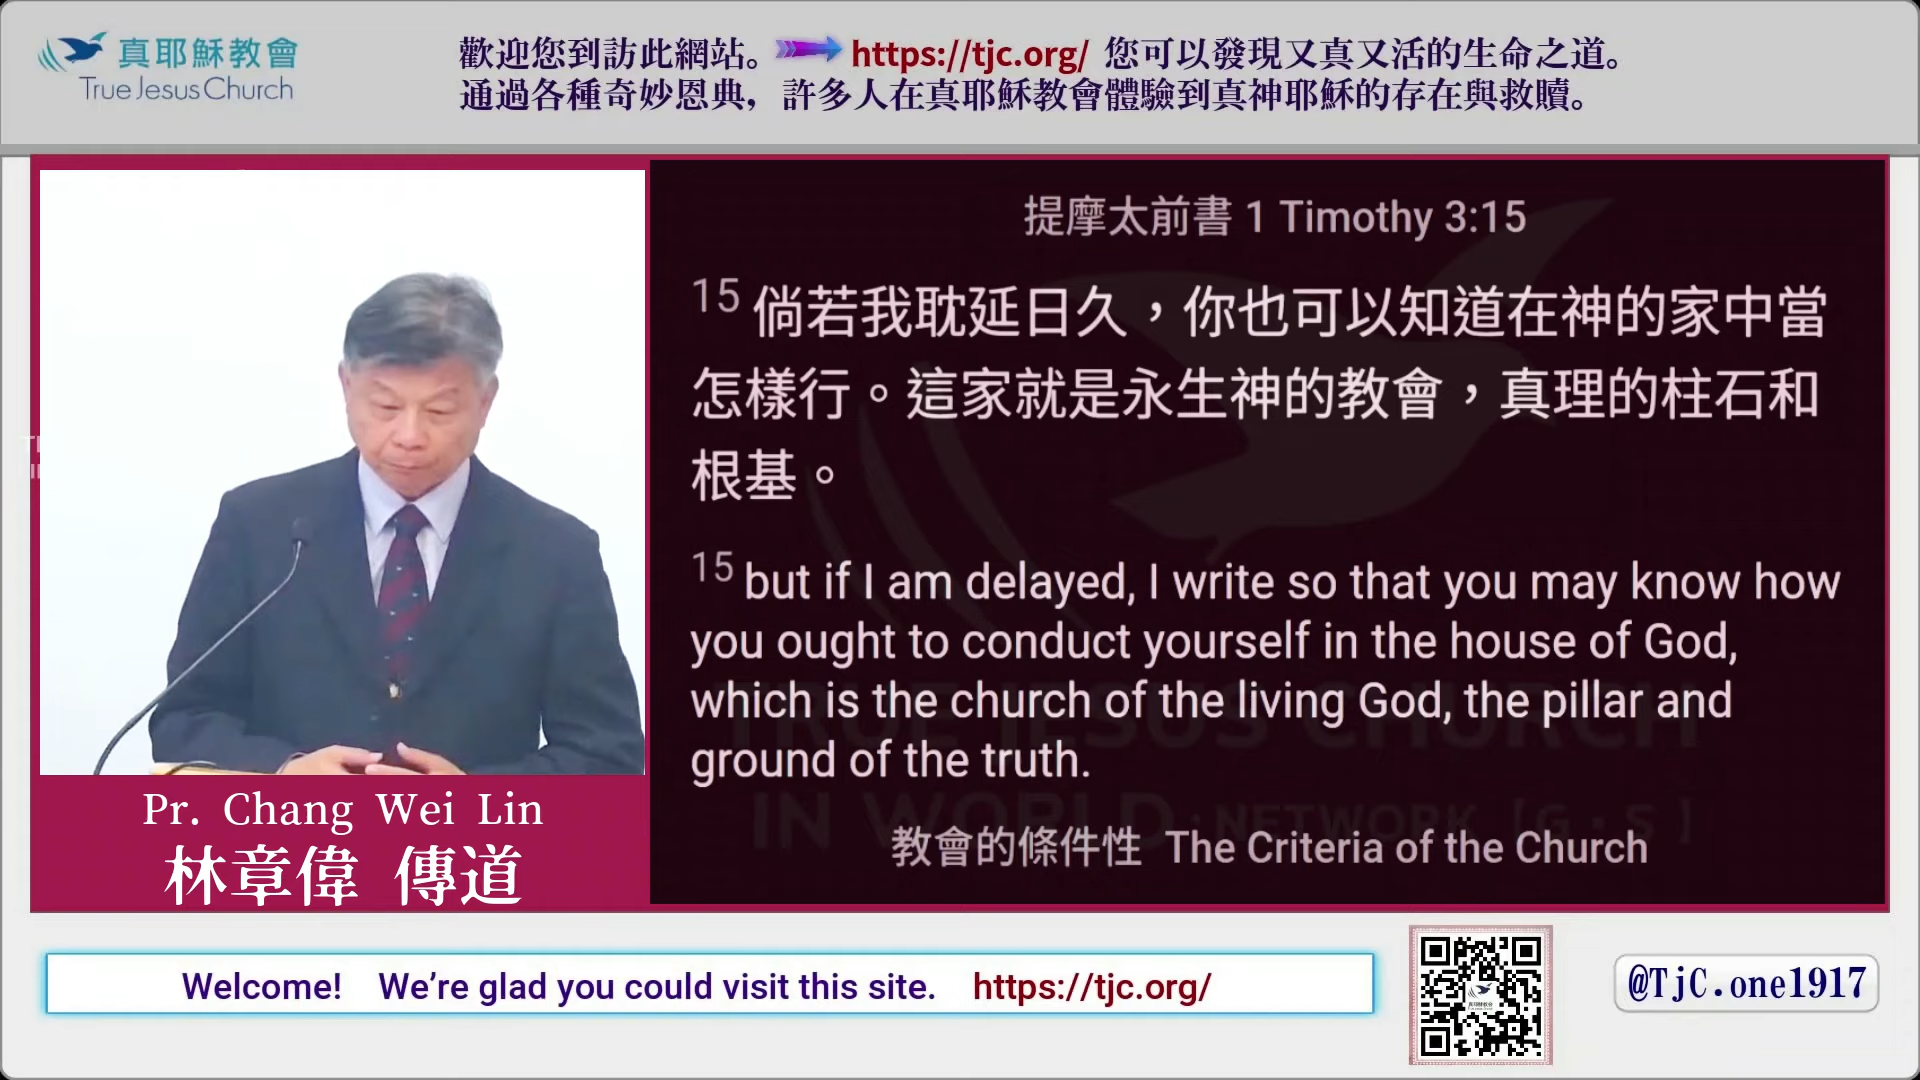 真耶穌教會
True Jesus Church
歡迎您到訪此網站。 https://tjc.org/ 您可以發現又真又活的生命之道。
通過各種奇妙恩典，許多人在真耶穌教會體驗到真神耶穌的存在與救贖。
提摩太前書 1 Timothy 3:15
15 倘若我耽延日久，你也可以知道在神的家中當
怎樣行。這家就是永生神的教會，真理的柱石和
根基。
15 but if I am delayed, I write so that you may know how
you ought to conduct yourself in the house of God,
which is the church of the living God, the pillar and
ground of the truth.
TRUE JESUS CHURCH
IN WORLD · NETWORK [G · S]
教會的條件性 The Criteria of the Church
Pr. Chang Wei Lin
林章偉 傳道
Welcome! We’re glad you could visit this site. https://tjc.org/
@TjC.one1917